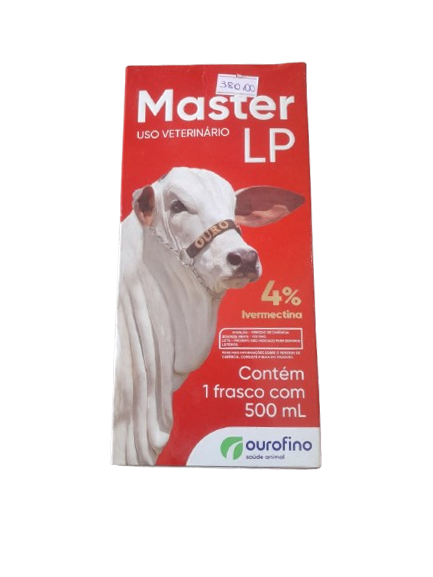 380,00
Master
USO VETERINÁRIO
LP
OURO
4%
Ivermectina
Contém
1 frasco com
500 mL
ourofino
saúde animal